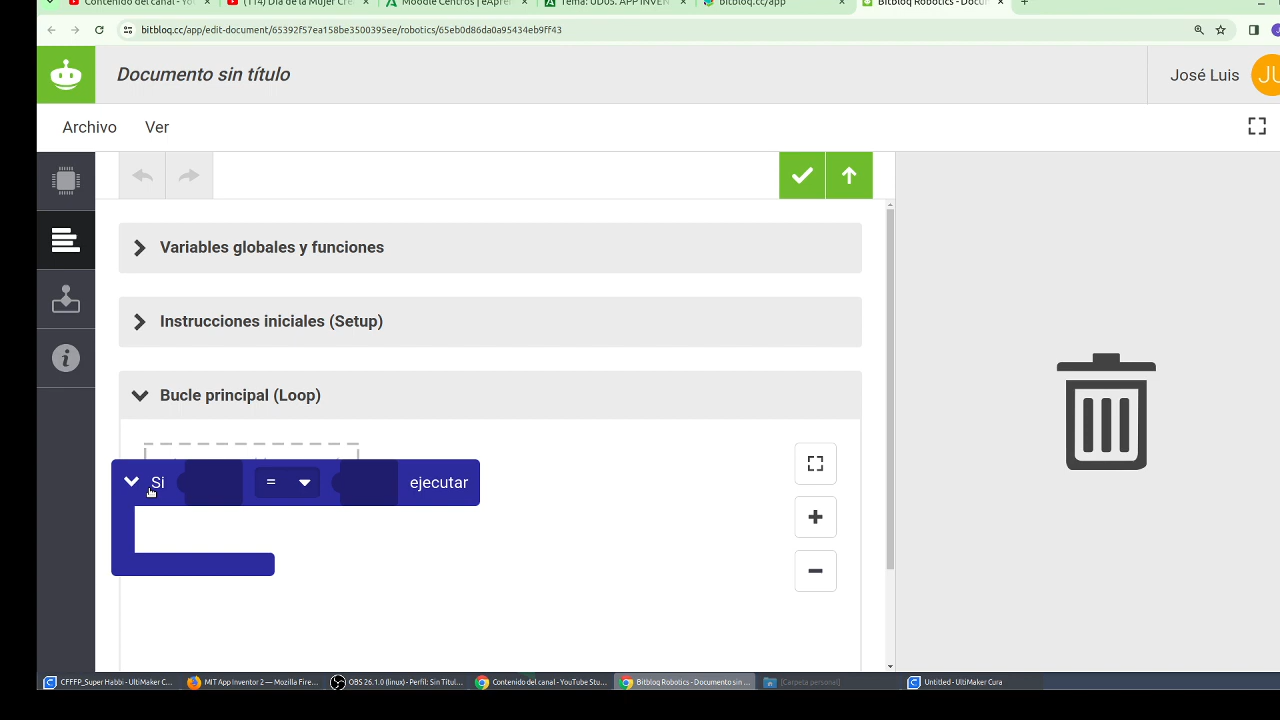 Contenido del canal - Yo
(114) Día de la Mujer Cre
Moodle Centros | eApre
Tema: UD05. APP INVEN
bitbloq.cc/app
Bitbloq Robotics - Docum
bitbloq.cc/app/edit-document/65392f57ea158be3500395ee/robotics/65eb0d86da0a95434eb9ff43
Documento sin título
José Luis
JU
Archivo Ver
Variables globales y funciones
Instrucciones iniciales (Setup)
Bucle principal (Loop)
Si = ejecutar
CFFFP_Super Habbi - UltiMaker C...
MIT App Inventor 2 — Mozilla Fire...
OBS 26.1.0 (linux) - Perfil: Sin Títul...
Contenido del canal - YouTube Stu...
Bitbloq Robotics - Documento sin ...
[Carpeta personal]
Untitled - UltiMaker Cura